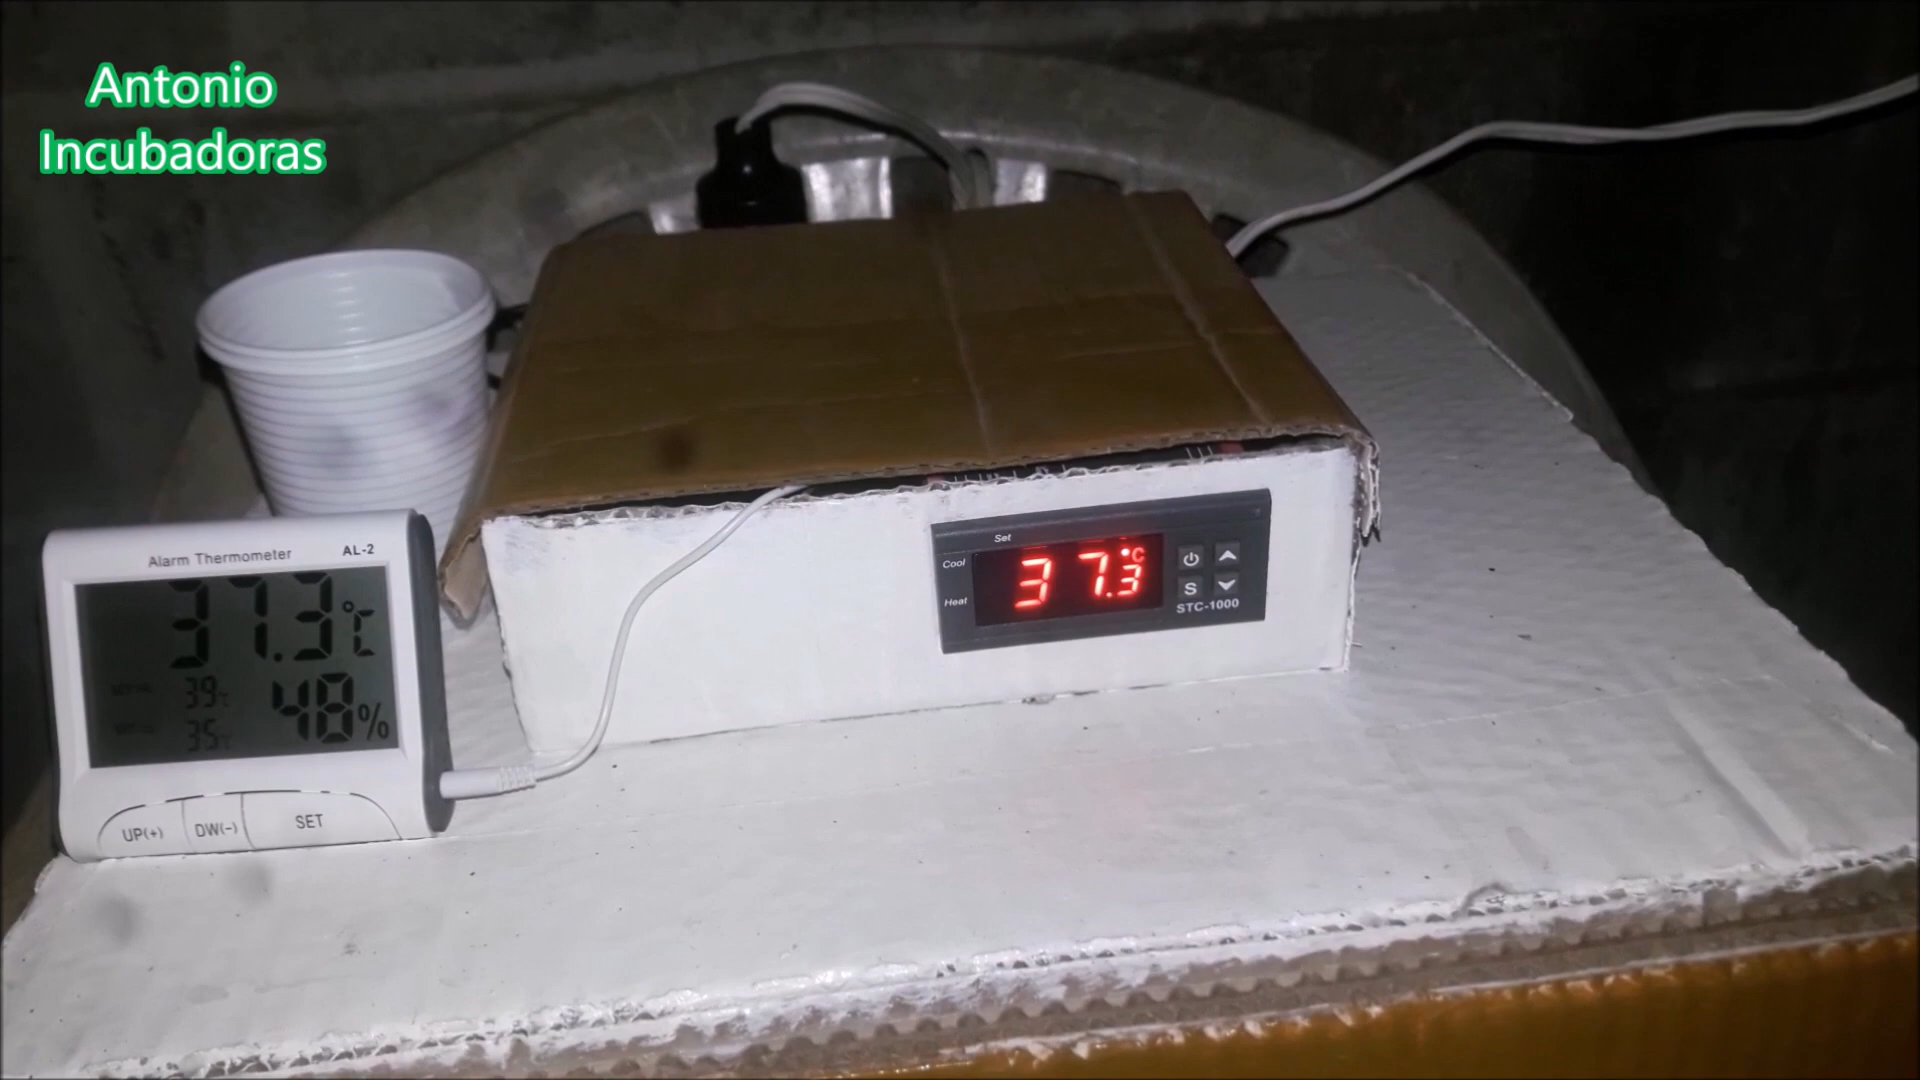 Antonio
Incubadoras
Alarm Thermometer AL-2
37.3℃
39℃
48%
35℃
UP(+) DW(-) SET
Set
Cool
Heat
37.3 °C
S
STC-1000